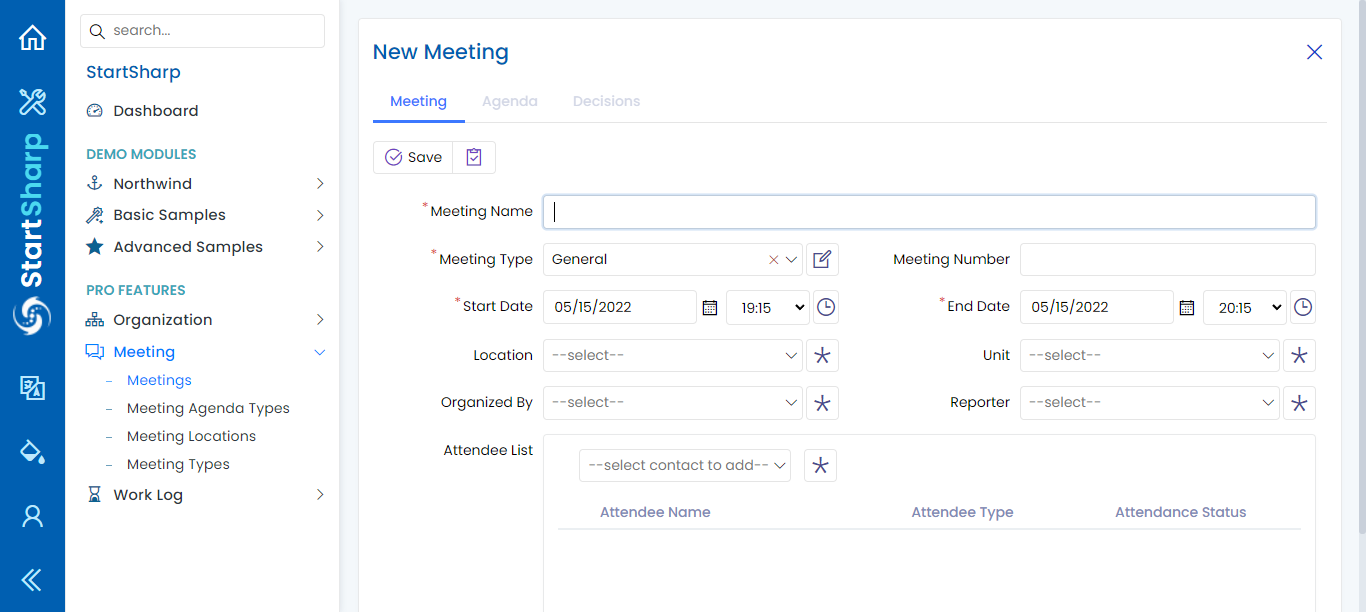 search...
StartSharp
Dashboard
DEMO MODULES
Northwind
Basic Samples
Advanced Samples
PRO FEATURES
Organization
Meeting
– Meetings
– Meeting Agenda Types
– Meeting Locations
– Meeting Types
Work Log
StartSharp
New Meeting
Meeting Agenda Decisions
Save
*Meeting Name
*Meeting Type General Meeting Number
*Start Date 05/15/2022 19:15 *End Date 05/15/2022 20:15
Location --select-- Unit --select--
Organized By --select-- Reporter --select--
Attendee List
--select contact to add--
Attendee Name Attendee Type Attendance Status